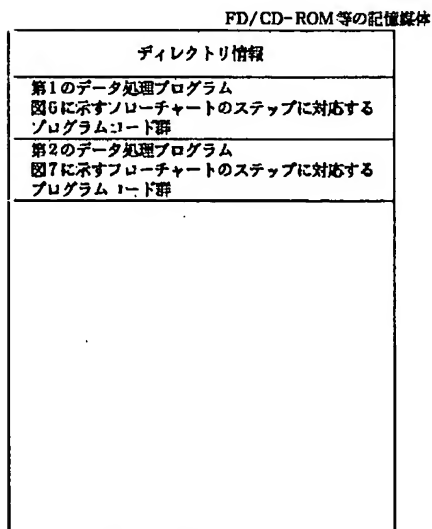 FD/CD-ROM等の記憶媒体
ディレクトリ情報
第1のデータ処理プログラム
図6に示すフローチャートのステップに対応する
プログラムコード群
第2のデータ処理プログラム
図7に示すフローチャートのステップに対応する
プログラムコード群